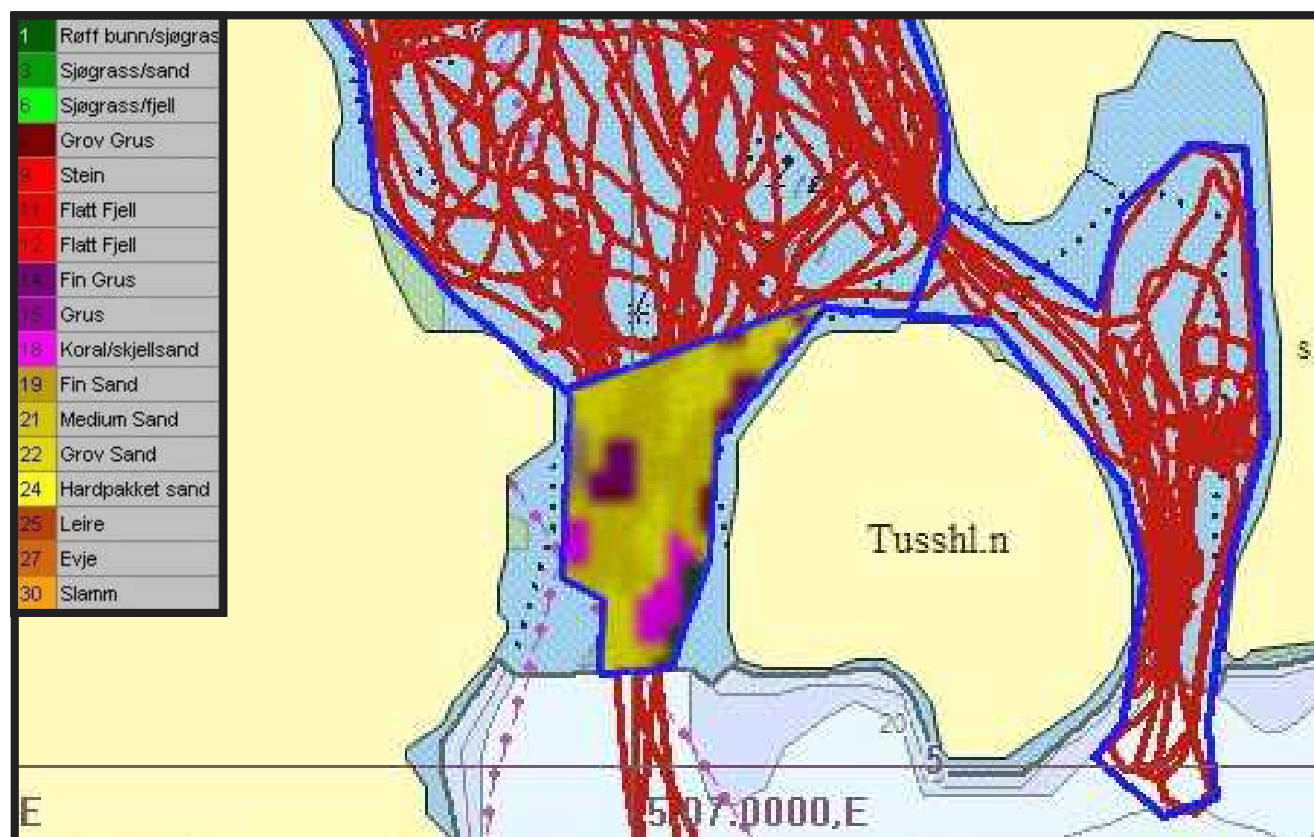 1 Røff bunn/sjøgras
3 Sjøgrass/sand
6 Sjøgrass/fjell
Grov Grus
9 Stein
11 Flatt Fjell
12 Flatt Fjell
14 Fin Grus
15 Grus
18 Koral/skjellsand
19 Fin Sand
21 Medium Sand
22 Grov Sand
24 Hardpakket sand
25 Leire
27 Evje
30 Slamm
s
Tusshl.n
20
5
E
5 07.0000,E